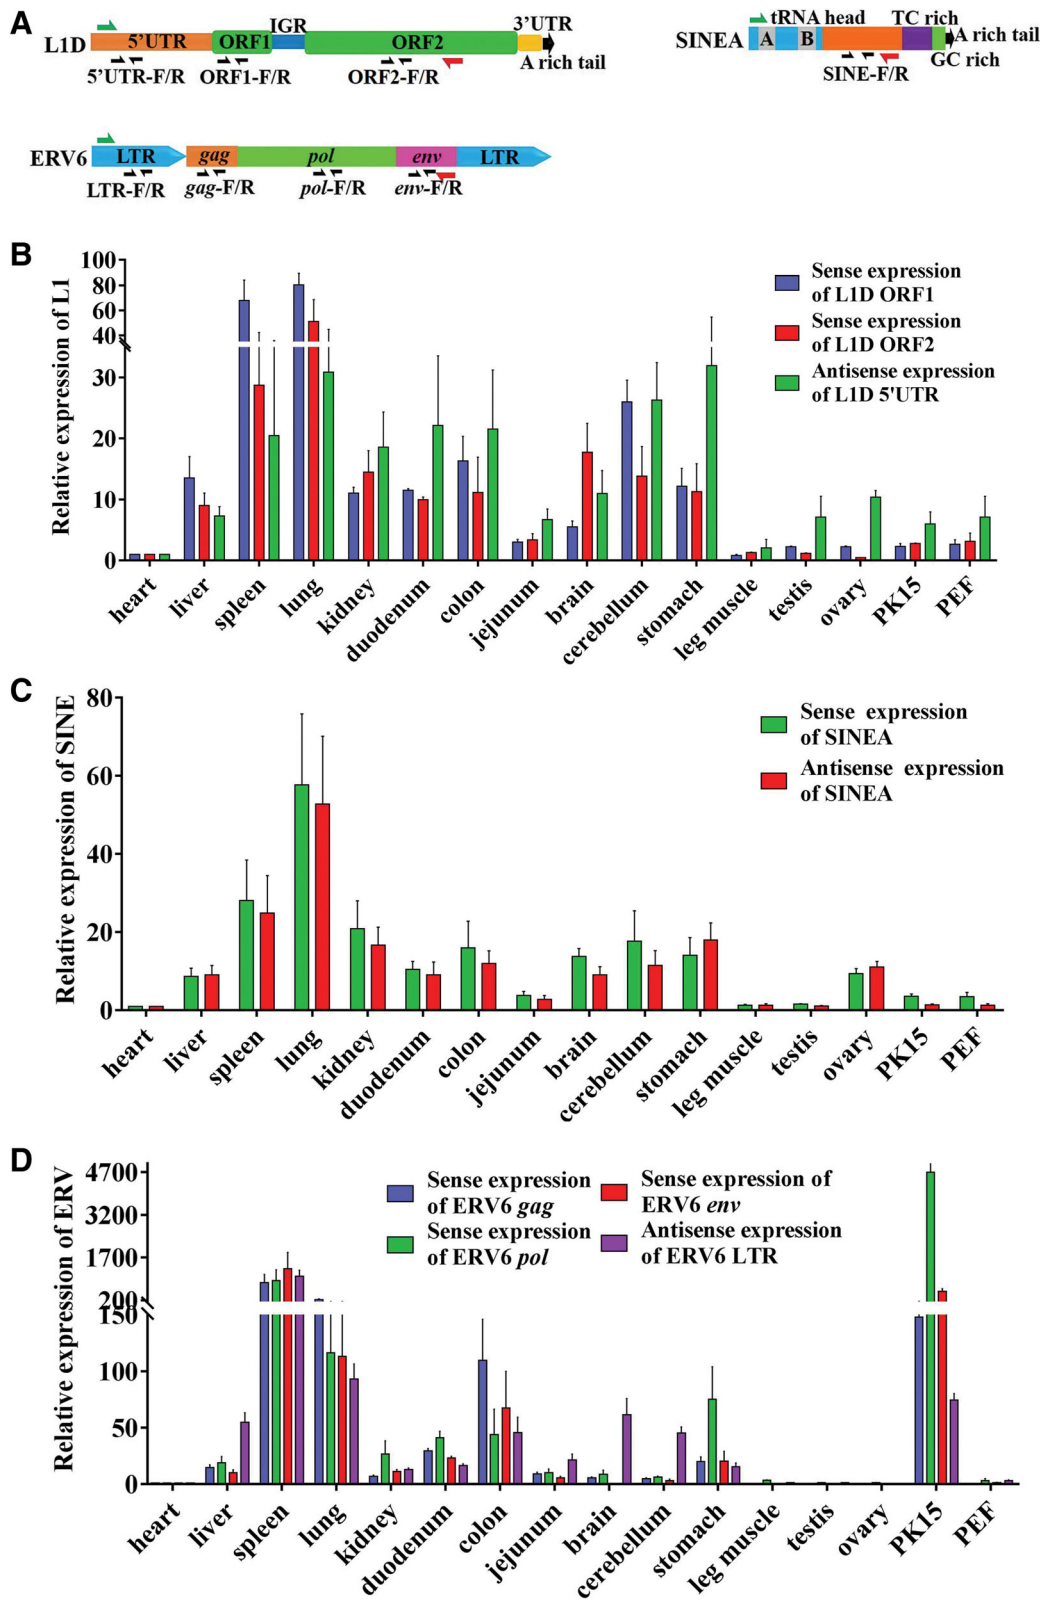 A
L1D
5'UTR
ORF1
IGR
ORF2
3'UTR
A rich tail
5'UTR-F/R
ORF1-F/R
ORF2-F/R
SINEA
A
tRNA head
B
TC rich
A rich tail
GC rich
SINE-F/R
ERV6
LTR
gag
pol
env
LTR
LTR-F/R
gag-F/R
pol-F/R
env-F/R
B
Relative expression of L1
100
80
60
40
30
20
10
0
Sense expression
of L1D ORF1
Sense expression
of L1D ORF2
Antisense expression
of L1D 5'UTR
heart
liver
spleen
lung
kidney
duodenum
colon
jejunum
brain
cerebellum
stomach
leg muscle
testis
ovary
PK15
PEF
C
Relative expression of SINE
80
60
40
20
0
Sense expression
of SINEA
Antisense expression
of SINEA
heart
liver
spleen
lung
kidney
duodenum
colon
jejunum
brain
cerebellum
stomach
leg muscle
testis
ovary
PK15
PEF
D
Relative expression of ERV
4700
3200
1700
200
150
100
50
0
Sense expression
of ERV6 gag
Sense expression
of ERV6 pol
Sense expression of
ERV6 env
Antisense expression
of ERV6 LTR
heart
liver
spleen
lung
kidney
duodenum
colon
jejunum
brain
cerebellum
stomach
leg muscle
testis
ovary
PK15
PEF